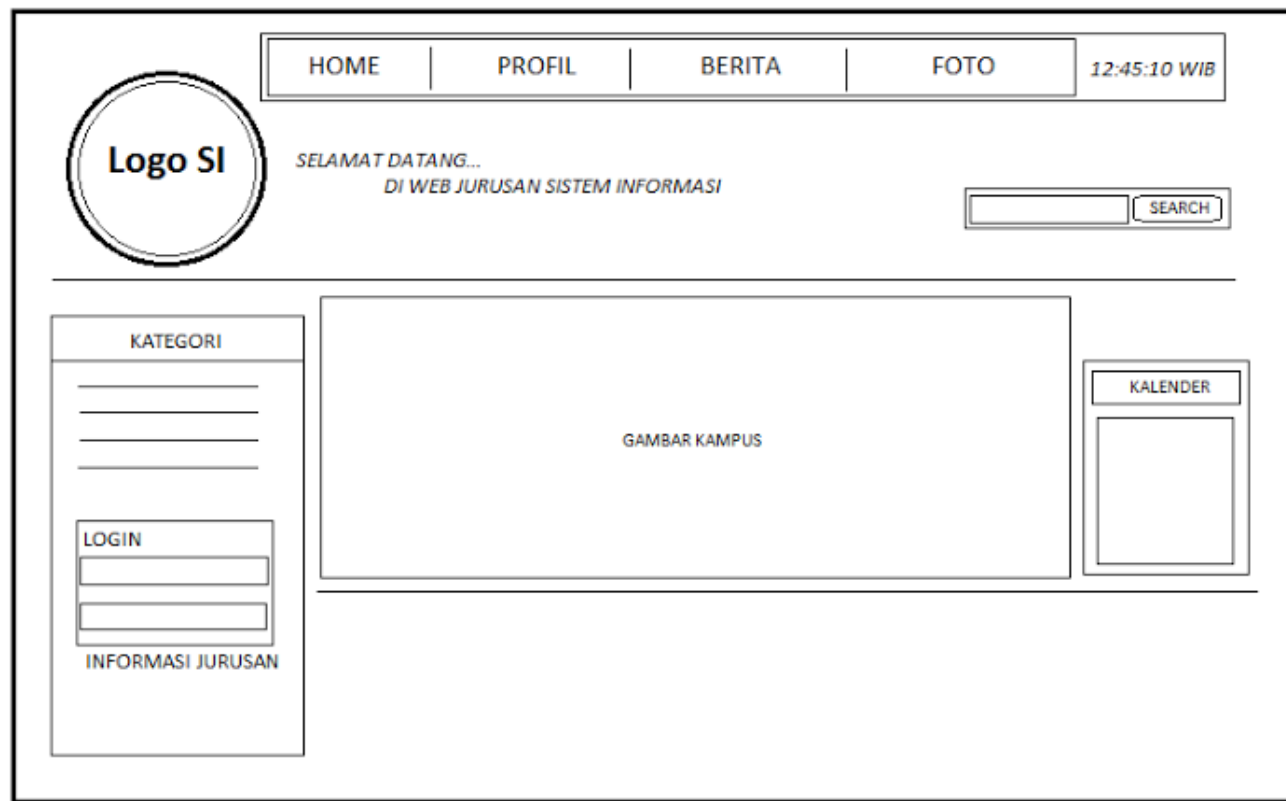 HOME PROFIL BERITA FOTO 12:45:10 WIB
Logo SI
SELAMAT DATANG...
DI WEB JURUSAN SISTEM INFORMASI
SEARCH
KATEGORI
GAMBAR KAMPUS
KALENDER
LOGIN
INFORMASI JURUSAN